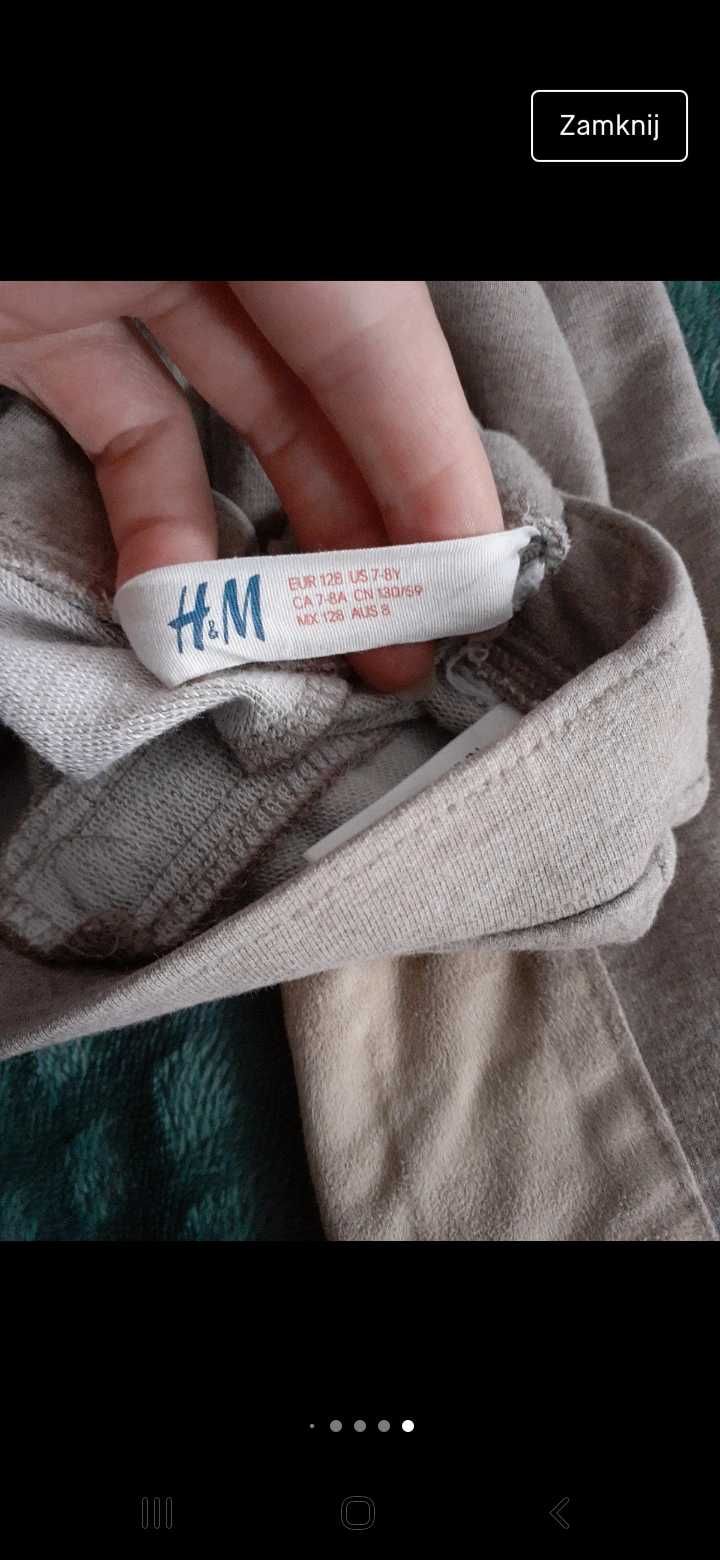 Zamknij
H&M
EUR 128 US 7-8Y
CA 7-8A CN 130/59
MX 128 AUS 8